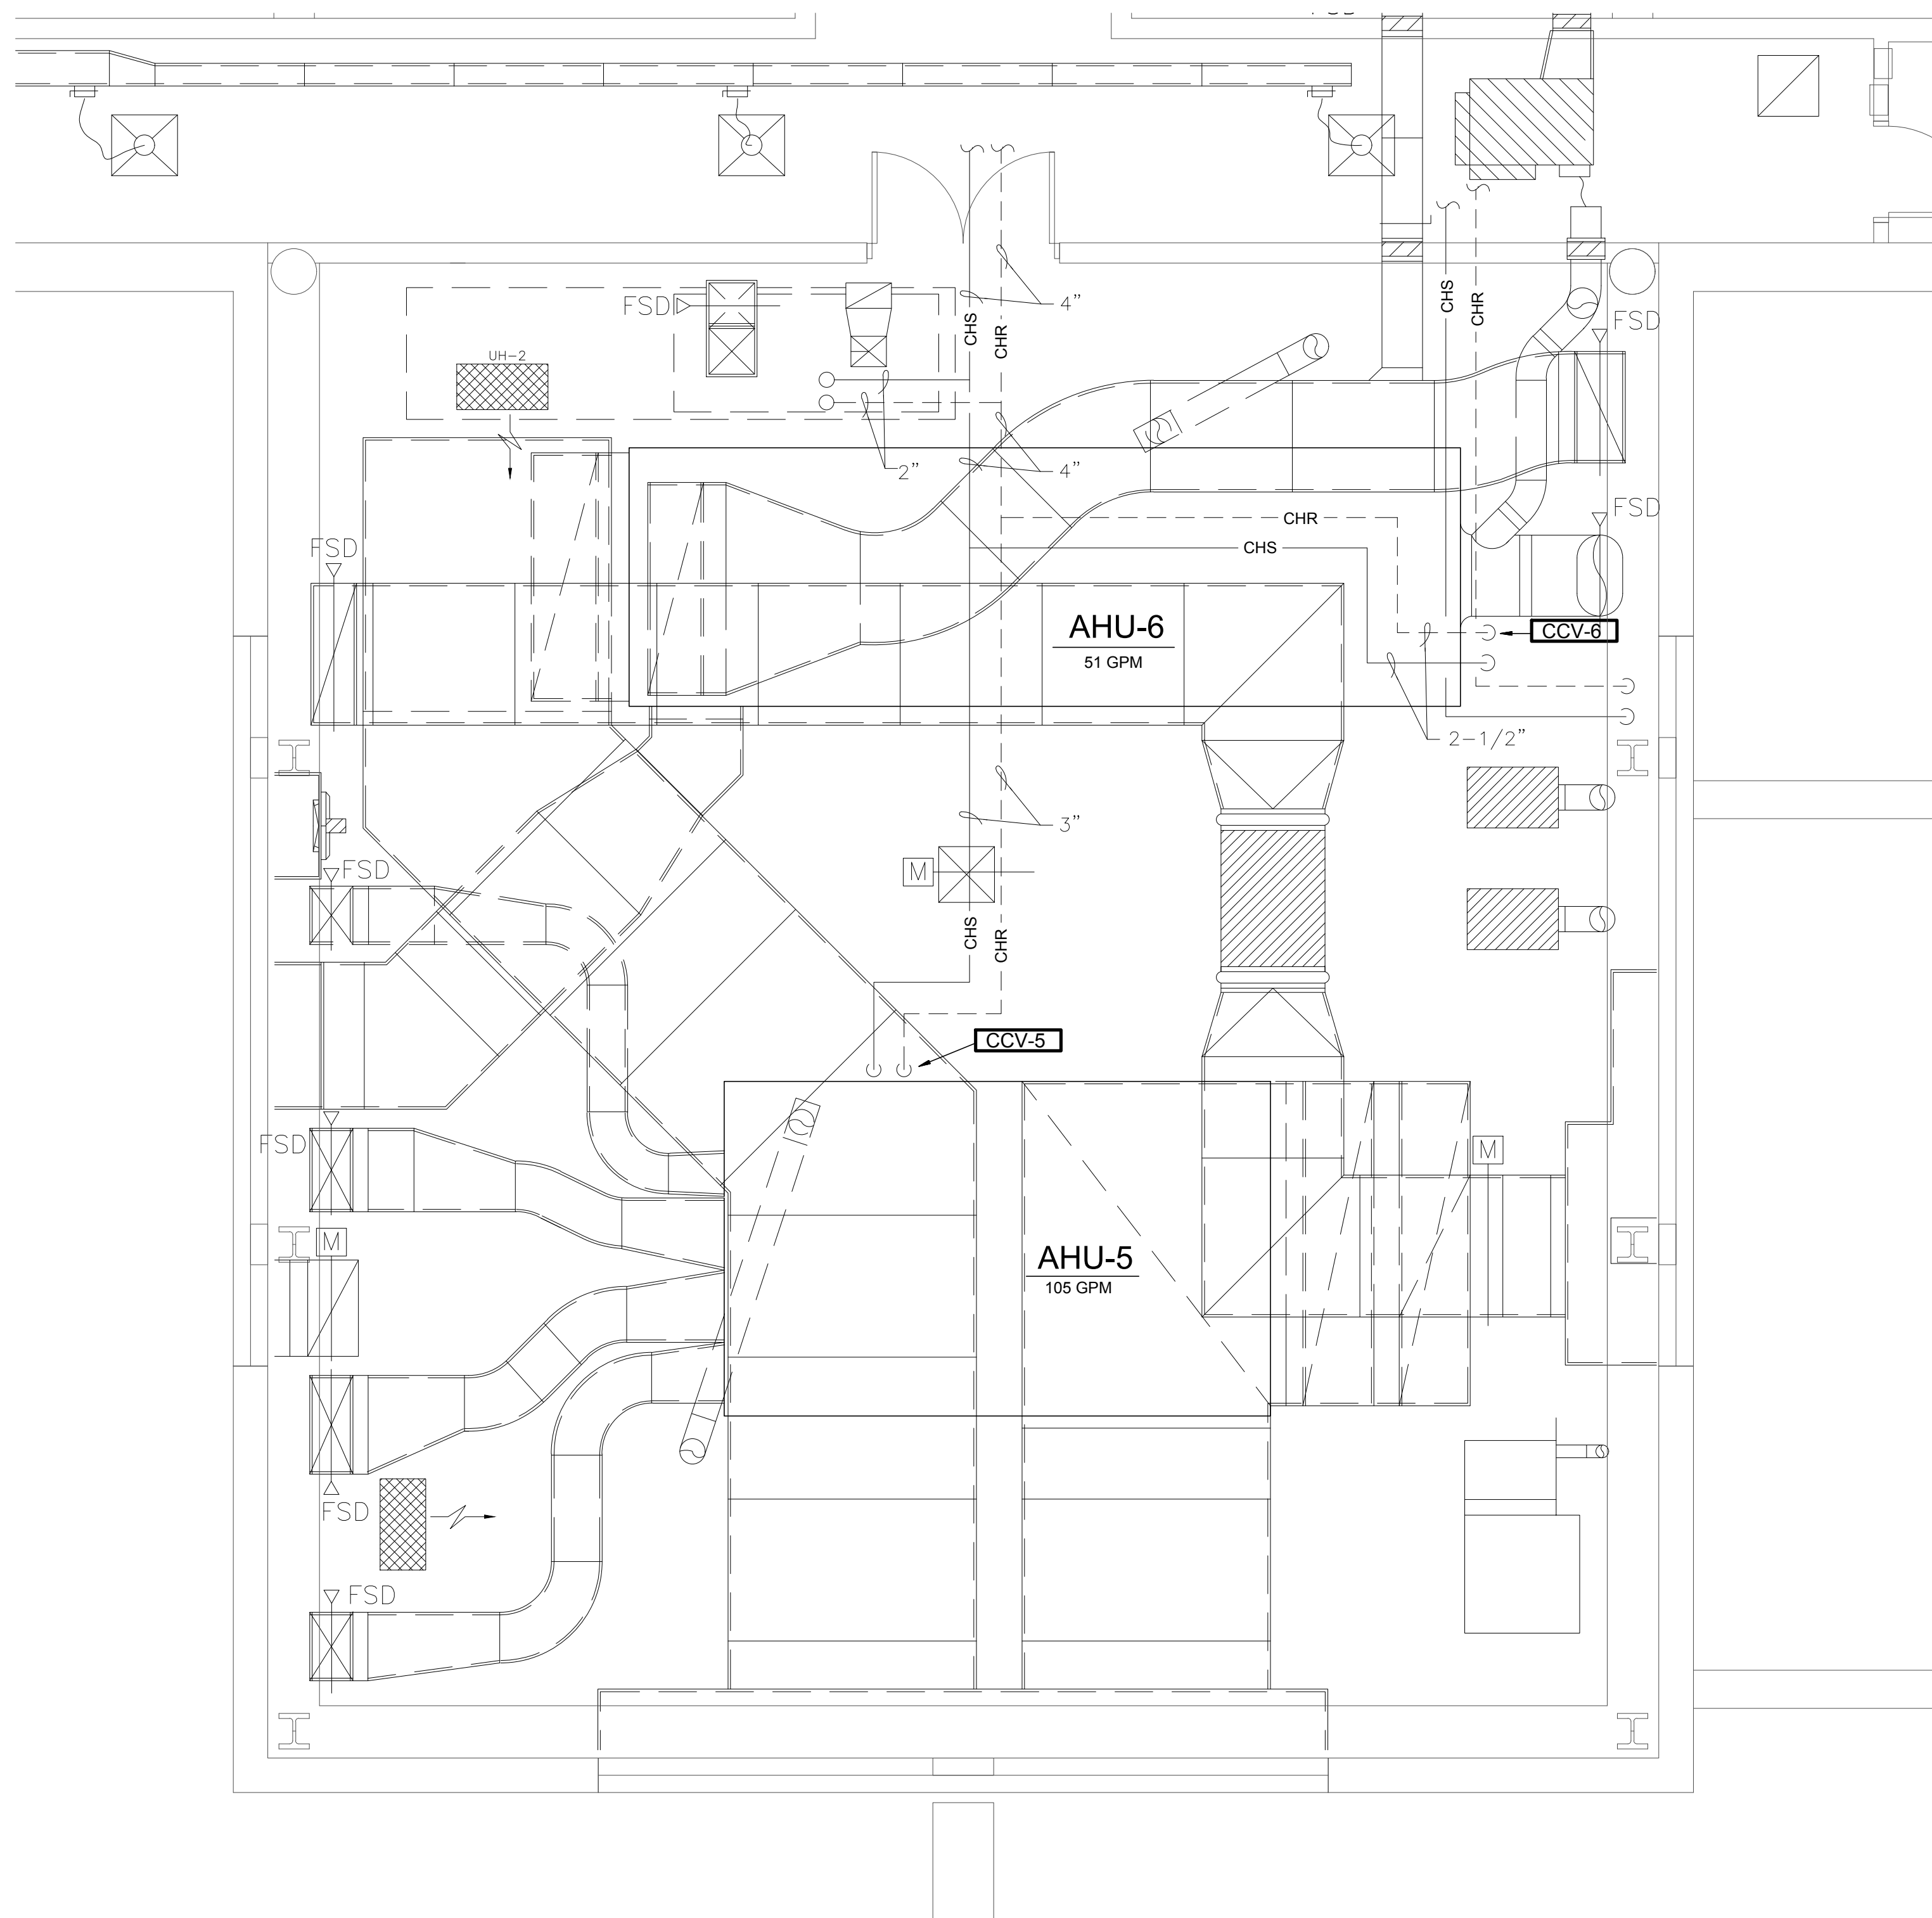 FSD
UH-2
CHS
CHR
4”
CHS
CHR
FSD
2”
4”
FSD
FSD
CHR
CHS
AHU-6
51 GPM
CCV-6
2-1/2”
3”
M
FSD
CHS
CHR
CCV-5
FSD
M
M
AHU-5
105 GPM
FSD
FSD